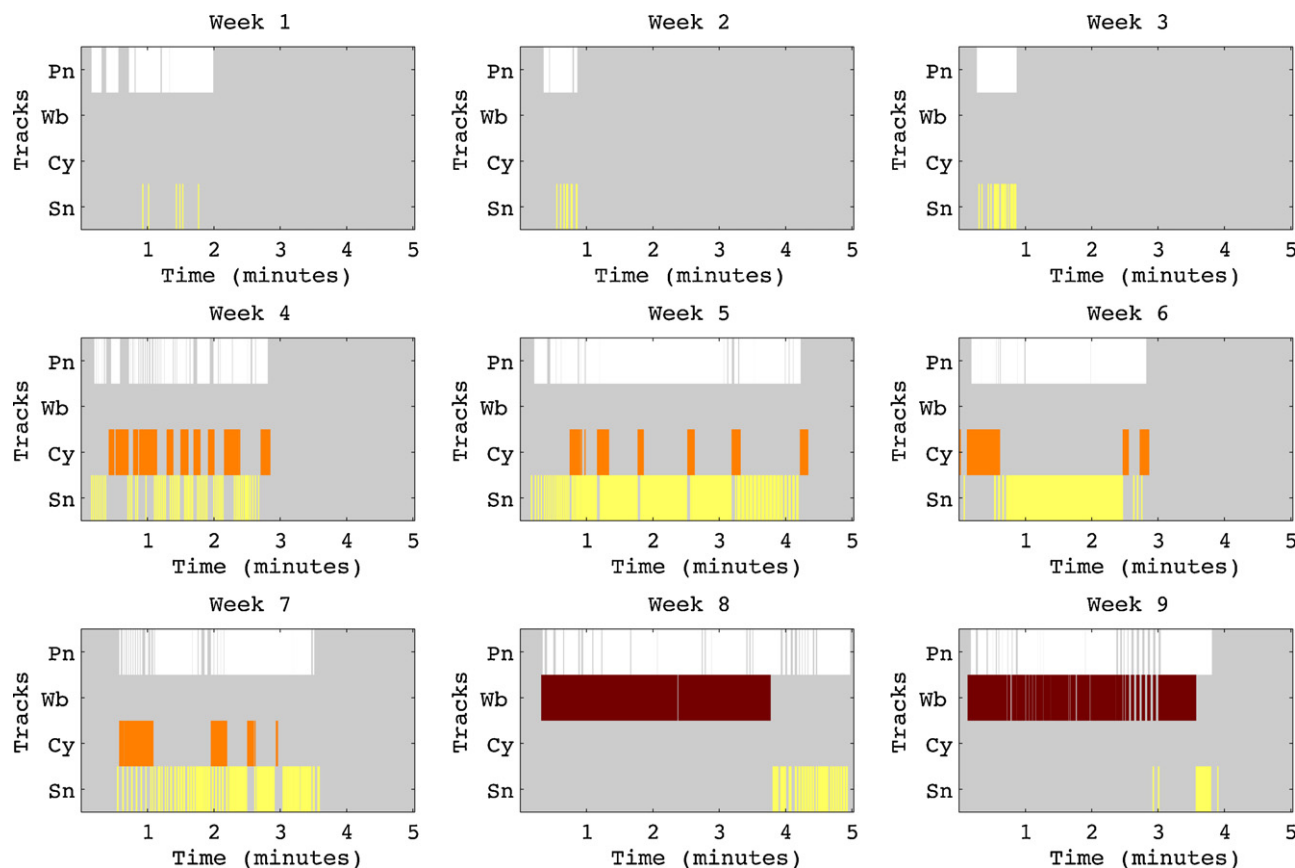 Week 1
Week 2
Week 3
Tracks
Pn
Wb
Cy
Sn
1 2 3 4 5
Time (minutes)
Tracks
Pn
Wb
Cy
Sn
1 2 3 4 5
Time (minutes)
Tracks
Pn
Wb
Cy
Sn
1 2 3 4 5
Time (minutes)
Week 4
Week 5
Week 6
Tracks
Pn
Wb
Cy
Sn
1 2 3 4 5
Time (minutes)
Tracks
Pn
Wb
Cy
Sn
1 2 3 4 5
Time (minutes)
Tracks
Pn
Wb
Cy
Sn
1 2 3 4 5
Time (minutes)
Week 7
Week 8
Week 9
Tracks
Pn
Wb
Cy
Sn
1 2 3 4 5
Time (minutes)
Tracks
Pn
Wb
Cy
Sn
1 2 3 4 5
Time (minutes)
Tracks
Pn
Wb
Cy
Sn
1 2 3 4 5
Time (minutes)